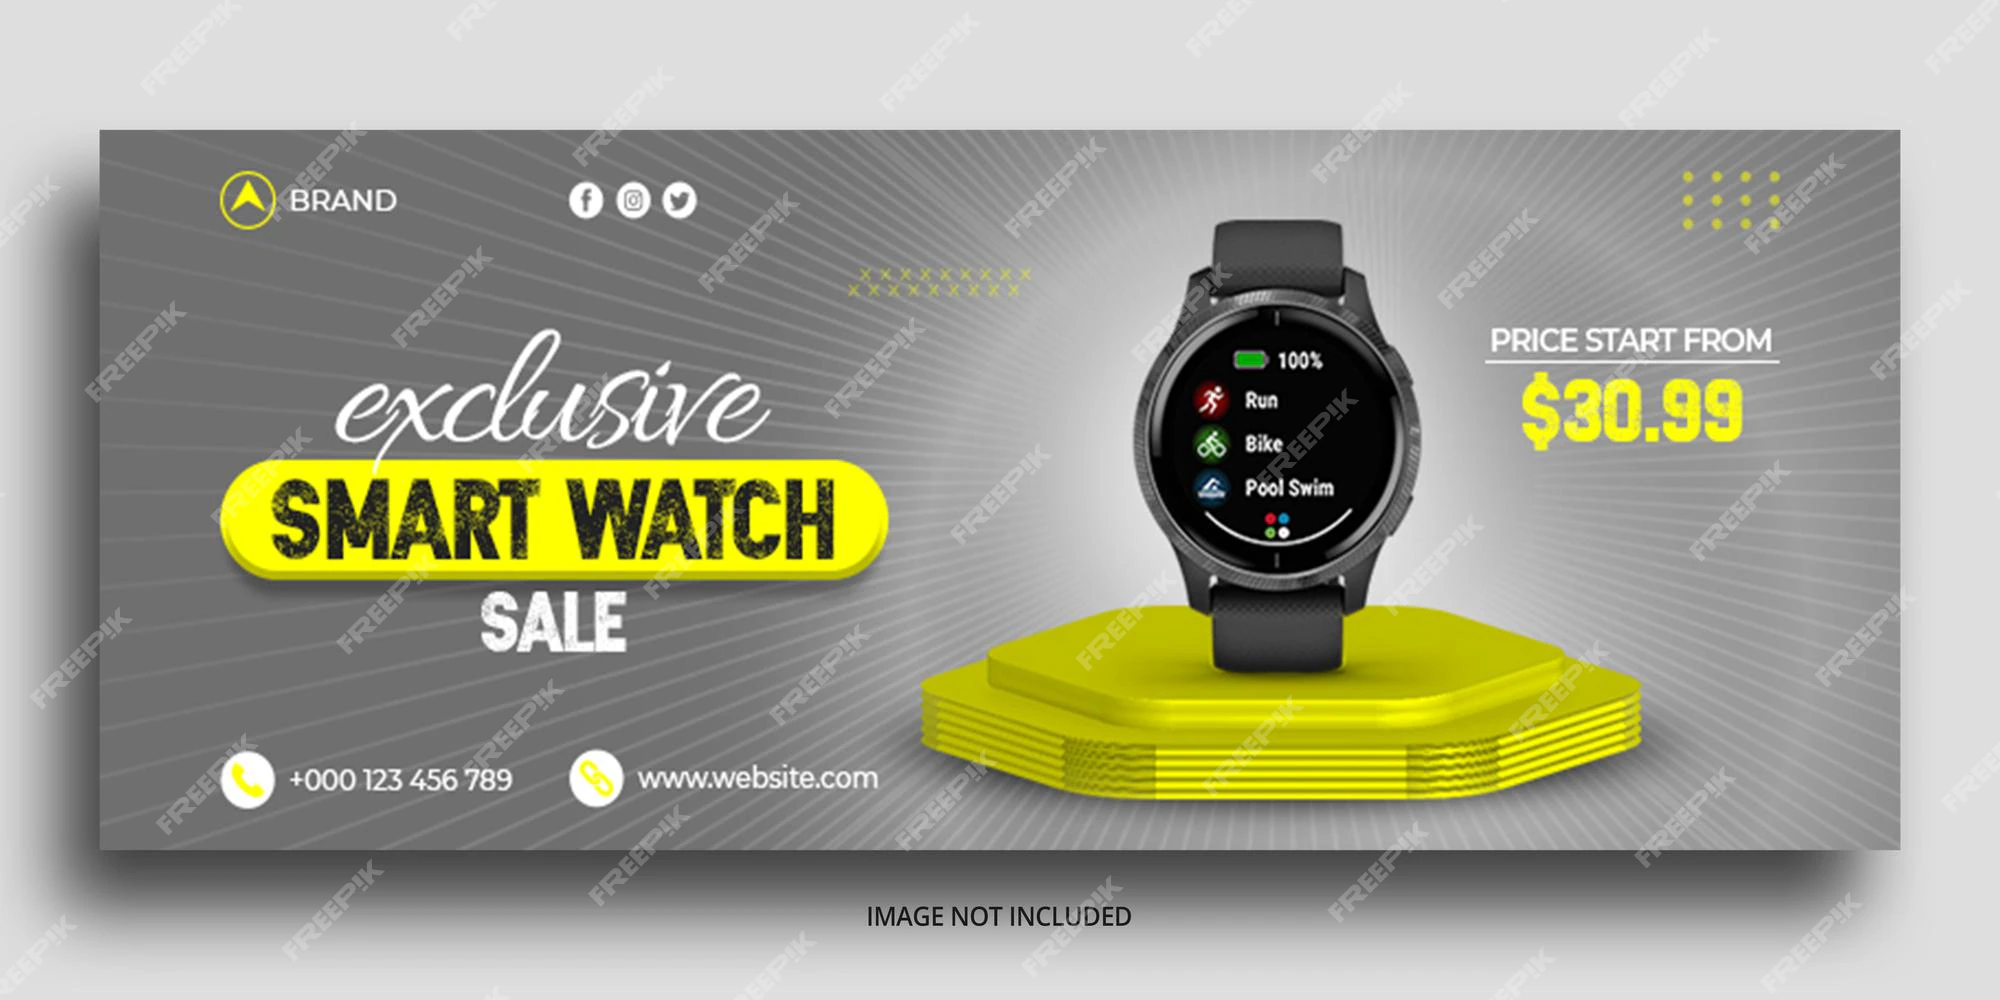 BRAND
exclusive
SMART WATCH
SALE
+000 123 456 789
www.website.com
100%
Run
Bike
Pool Swim
PRICE START FROM
$30.99
IMAGE NOT INCLUDED
FREEPIK